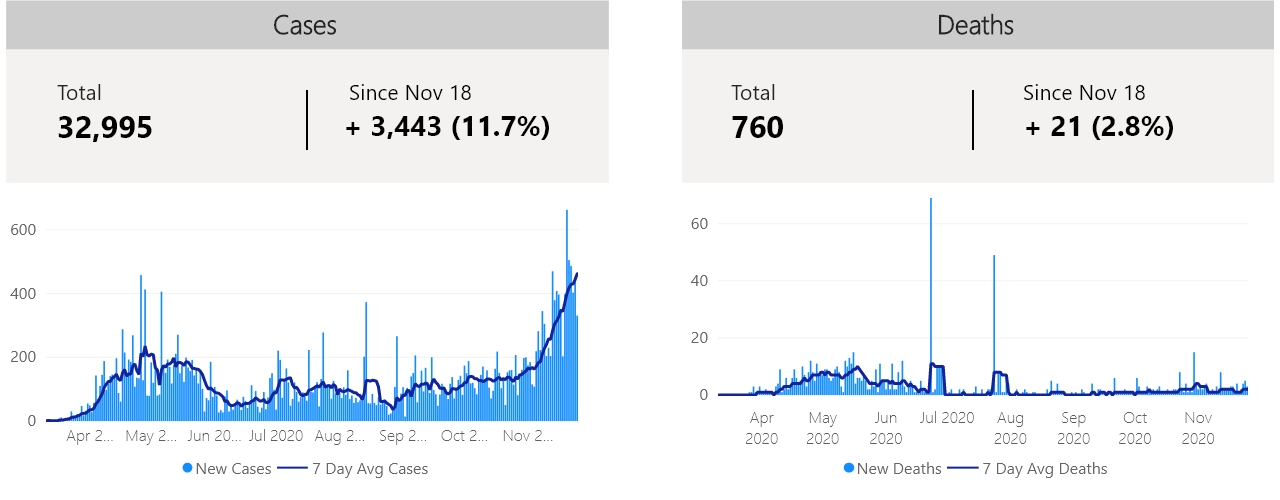 Cases
Total
Since Nov 18
32,995
+ 3,443 (11.7%)
600
400
200
0
Apr 2... May 2... Jun 20... Jul 2020 Aug 2... Sep 2... Oct 2... Nov 2...
New Cases 7 Day Avg Cases
Deaths
Total
Since Nov 18
760
+ 21 (2.8%)
60
40
20
0
Apr May Jun Jul 2020 Aug Sep Oct Nov
2020 2020 2020 2020 2020 2020 2020
New Deaths 7 Day Avg Deaths